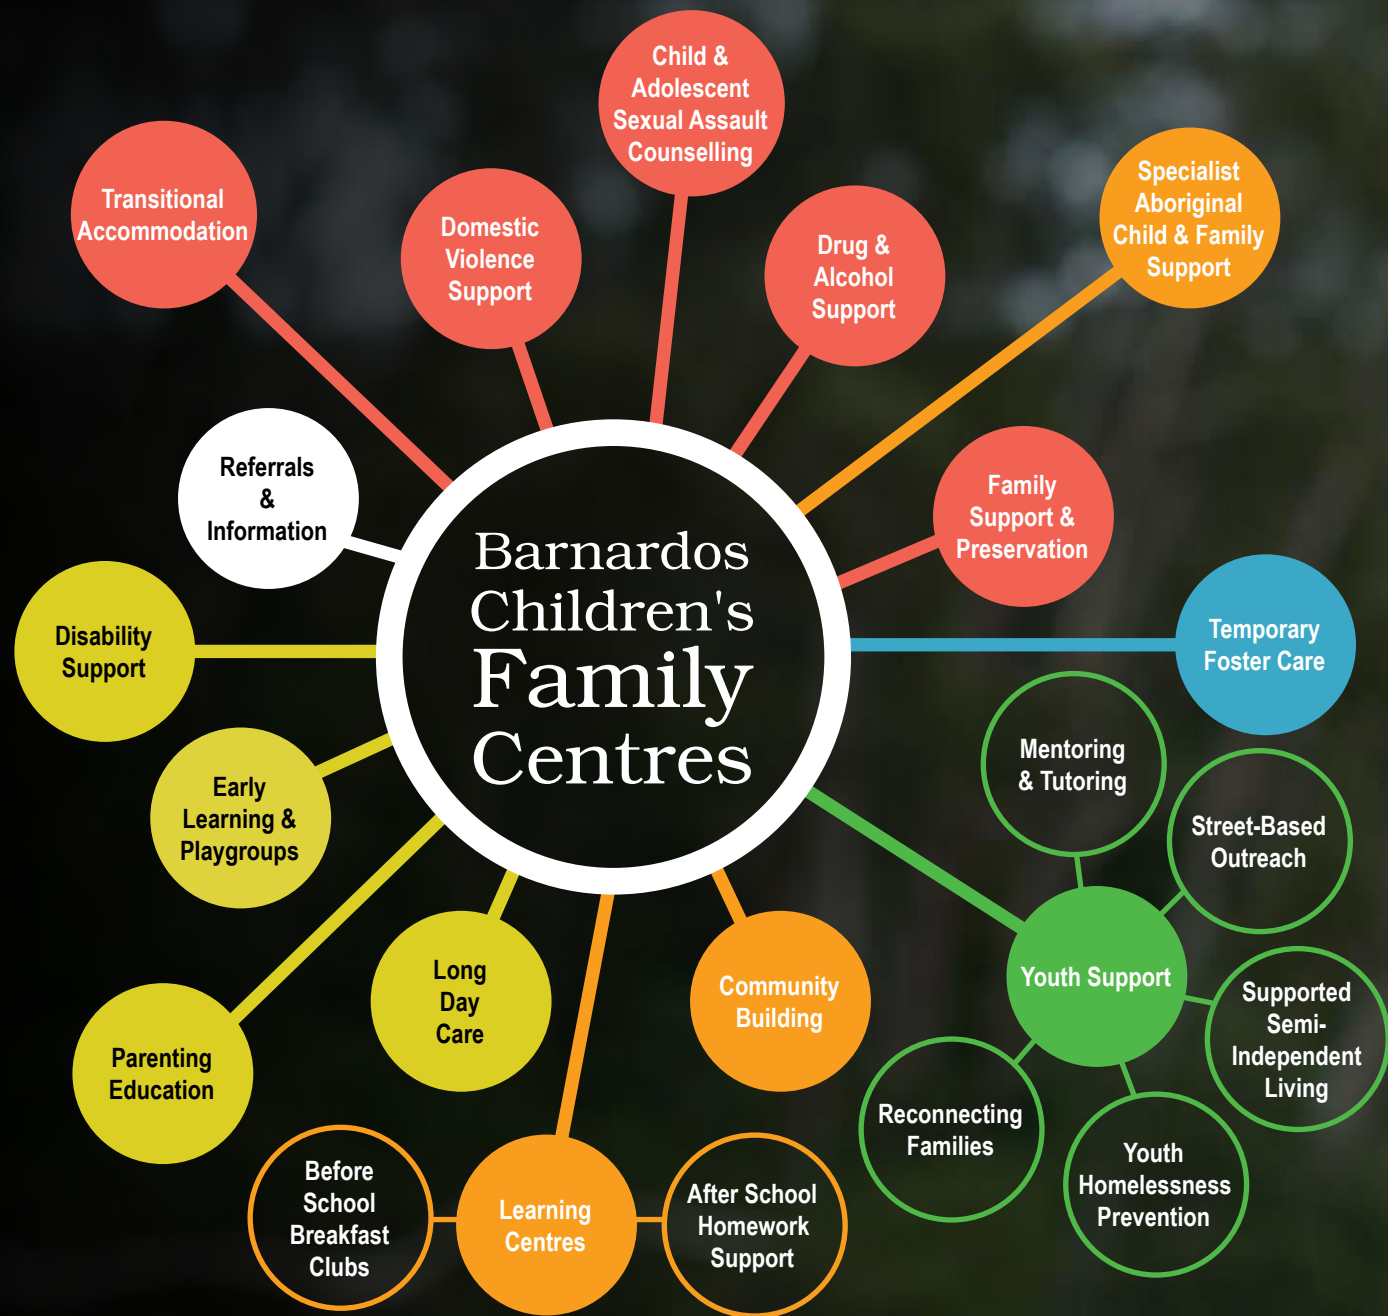 Child &
Adolescent
Sexual Assault
Counselling
Transitional
Accommodation
Domestic
Violence
Support
Drug &
Alcohol
Support
Specialist
Aboriginal
Child & Family
Support
Referrals
&
Information
Family
Support &
Preservation
Barnardos
Children's
Family
Centres
Disability
Support
Temporary
Foster Care
Early
Learning &
Playgroups
Mentoring
& Tutoring
Street-Based
Outreach
Parenting
Education
Long
Day
Care
Community
Building
Youth Support
Supported
Semi-
Independent
Living
Reconnecting
Families
Youth
Homelessness
Prevention
Before
School
Breakfast
Clubs
Learning
Centres
After School
Homework
Support